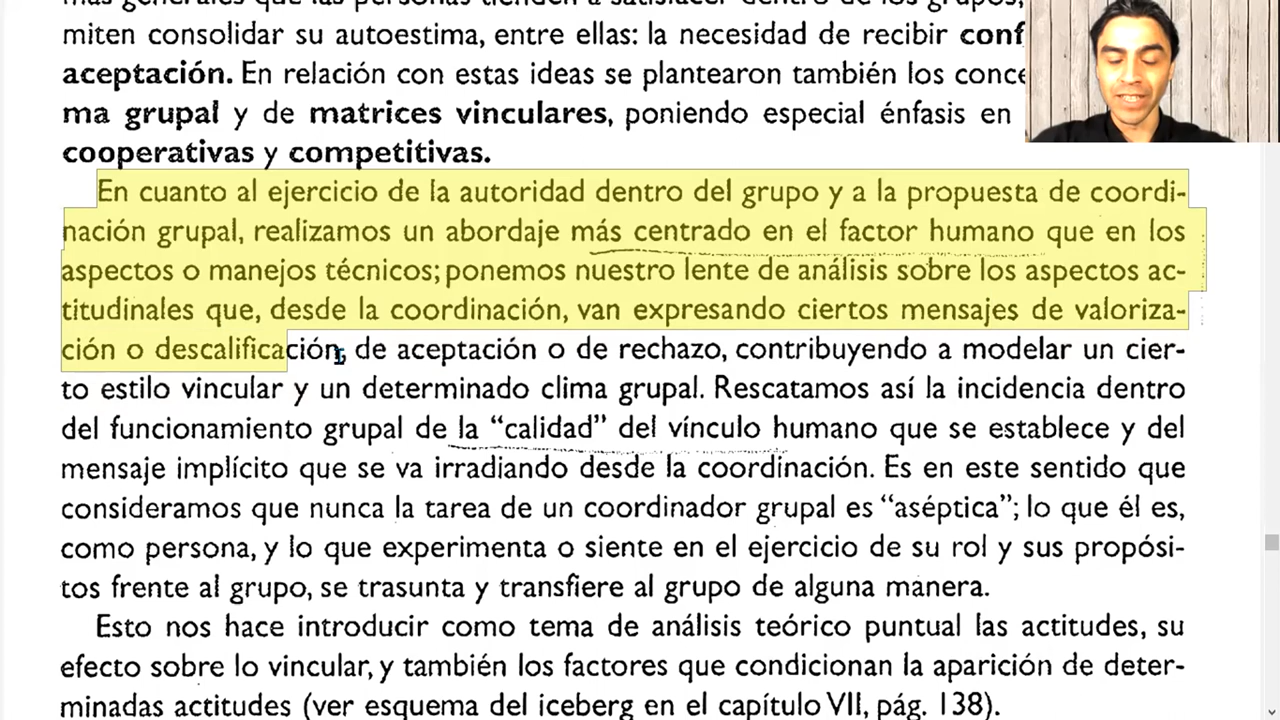 más generales que las personas tienden a satisfacer dentro de los grupos,
miten consolidar su autoestima, entre ellas: la necesidad de recibir conf
aceptación. En relación con estas ideas se plantearon también los conce
ma grupal y de matrices vinculares, poniendo especial énfasis en
cooperativas y competitivas.
En cuanto al ejercicio de la autoridad dentro del grupo y a la propuesta de coordi-
nación grupal, realizamos un abordaje más centrado en el factor humano que en los
aspectos o manejos técnicos; ponemos nuestro lente de análisis sobre los aspectos ac-
titudinales que, desde la coordinación, van expresando ciertos mensajes de valoriza-
ción o descalificación, de aceptación o de rechazo, contribuyendo a modelar un cier-
to estilo vincular y un determinado clima grupal. Rescatamos así la incidencia dentro
del funcionamiento grupal de la “calidad” del vínculo humano que se establece y del
mensaje implícito que se va irradiando desde la coordinación. Es en este sentido que
consideramos que nunca la tarea de un coordinador grupal es “aséptica”; lo que él es,
como persona, y lo que experimenta o siente en el ejercicio de su rol y sus propósi-
tos frente al grupo, se trasunta y transfiere al grupo de alguna manera.
Esto nos hace introducir como tema de análisis teórico puntual las actitudes, su
efecto sobre lo vincular, y también los factores que condicionan la aparición de deter-
minadas actitudes (ver esquema del iceberg en el capítulo VII, pág. 138).